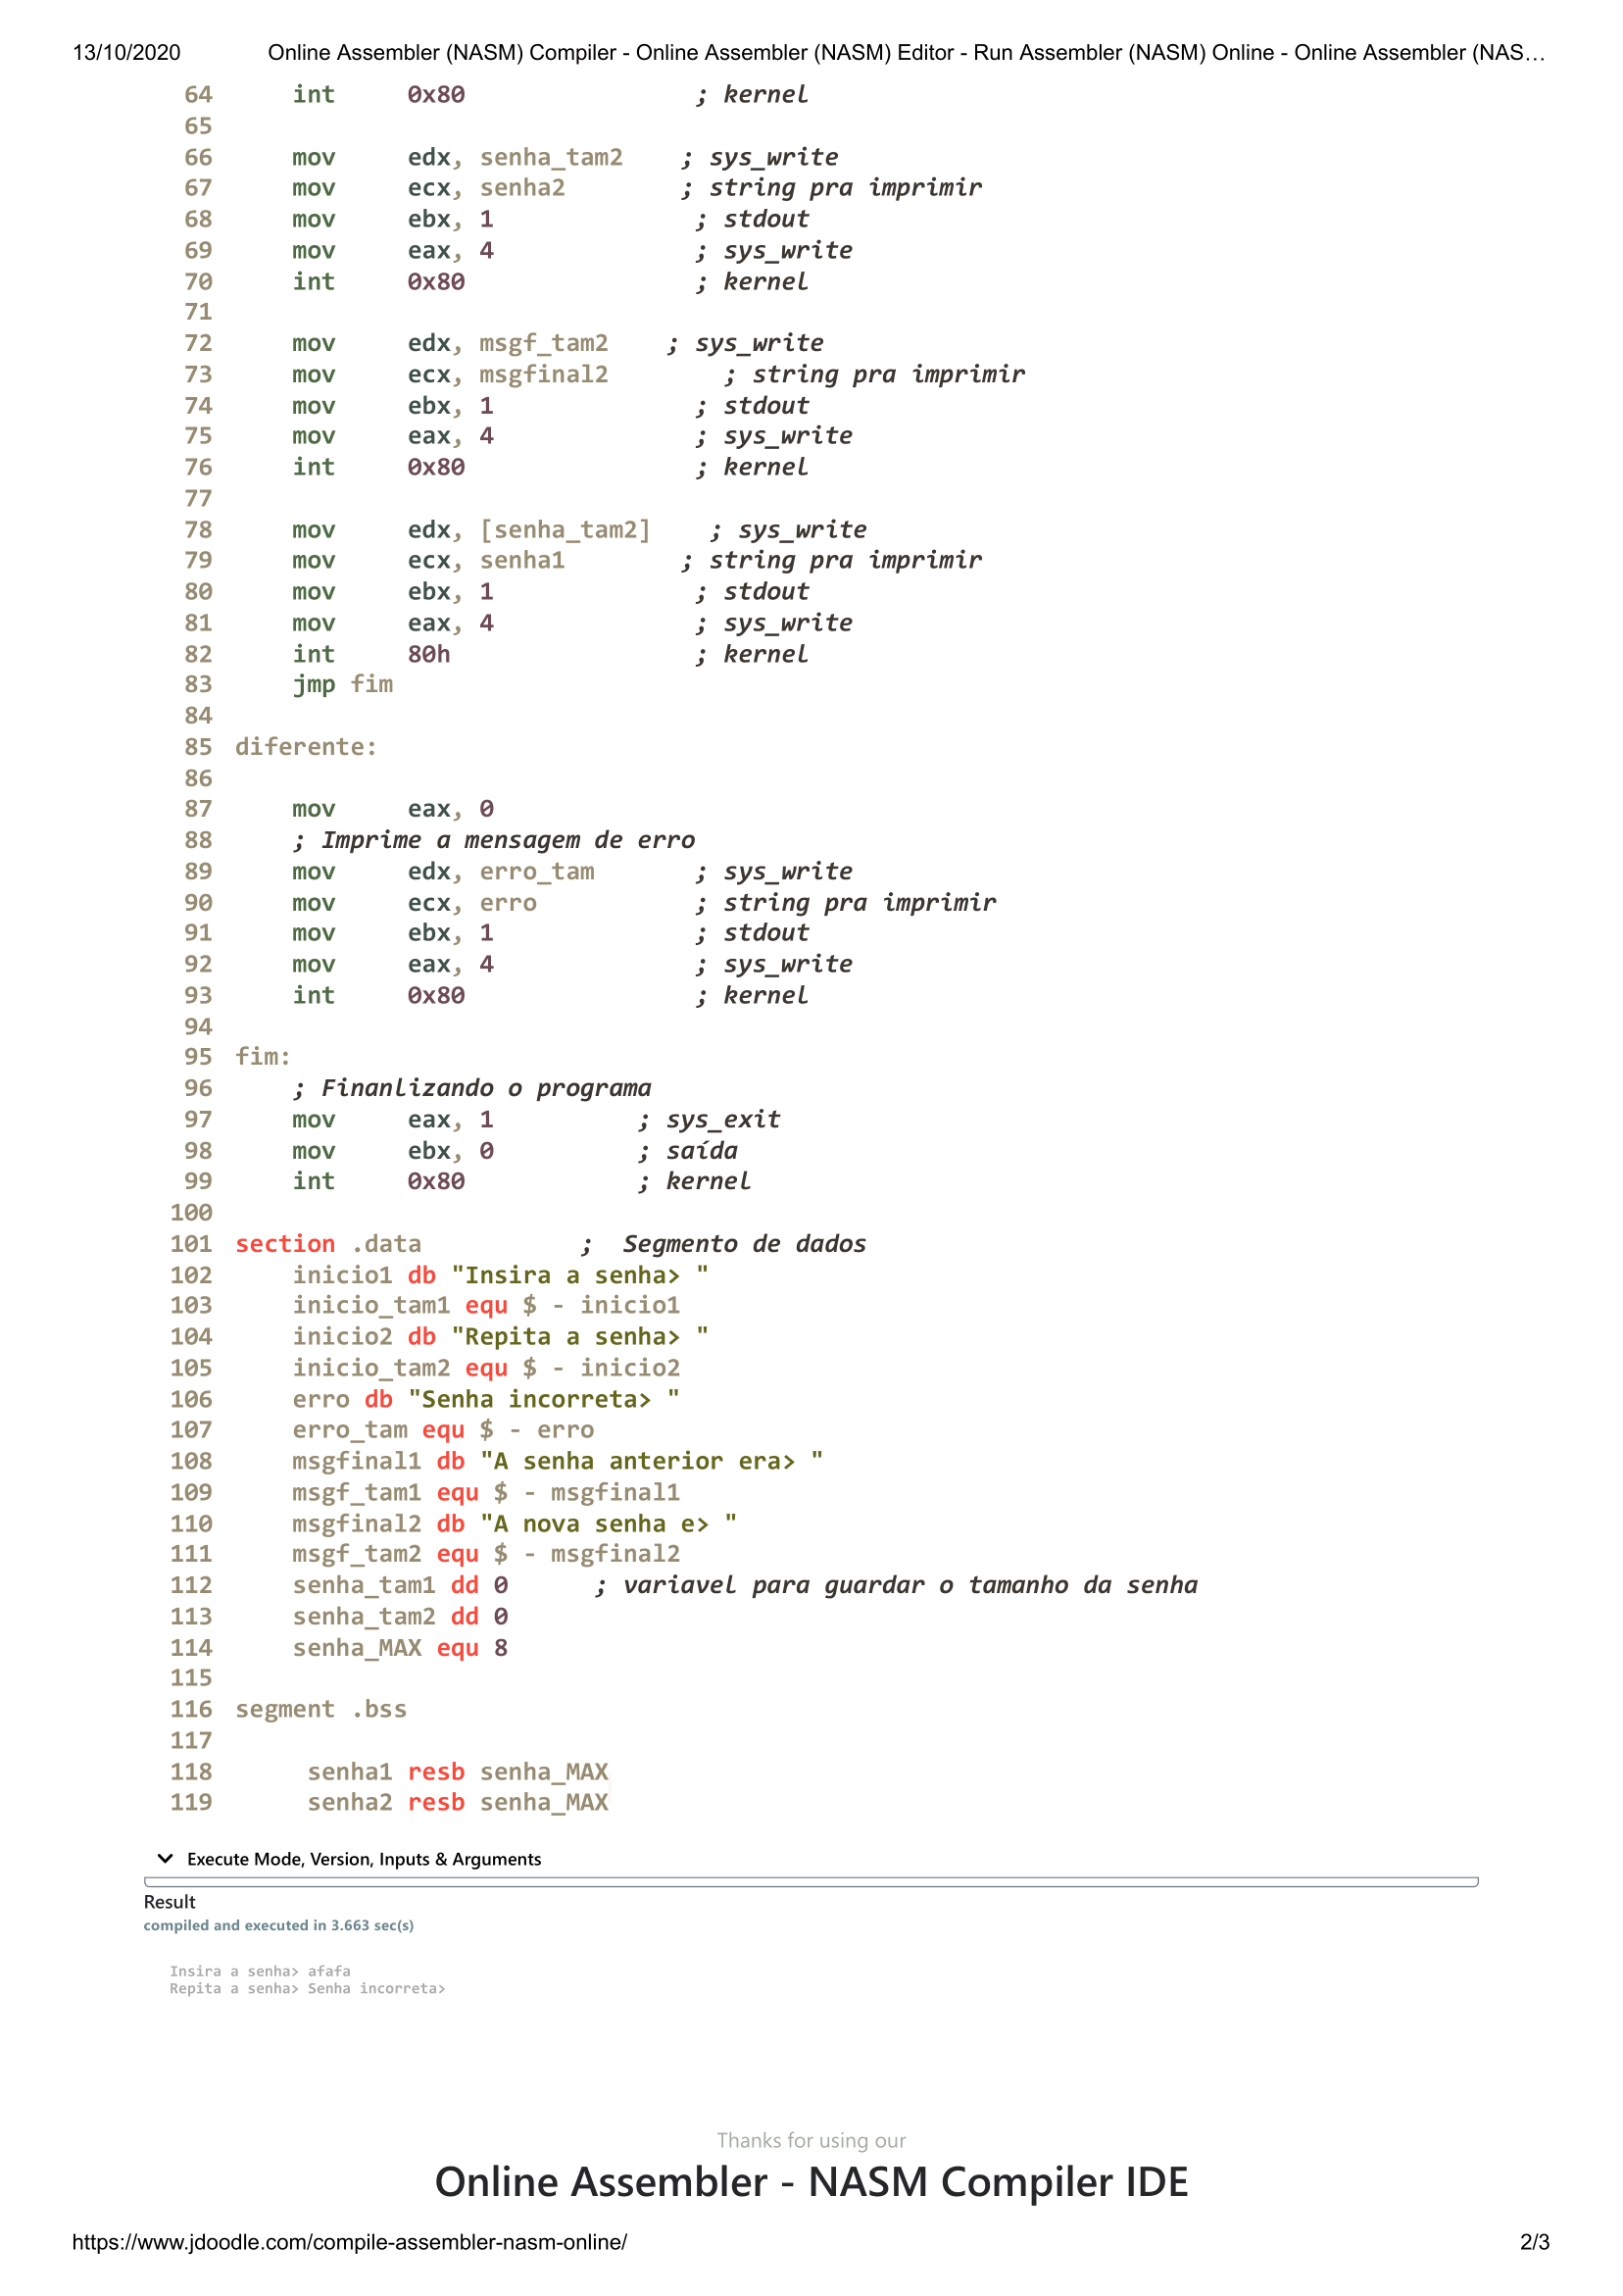 13/10/2020 Online Assembler (NASM) Compiler - Online Assembler (NASM) Editor - Run Assembler (NASM) Online - Online Assembler (NAS…
64 int 0x80 ; kernel
65
66 mov edx, senha_tam2 ; sys_write
67 mov ecx, senha2 ; string pra imprimir
68 mov ebx, 1 ; stdout
69 mov eax, 4 ; sys_write
70 int 0x80 ; kernel
71
72 mov edx, msgf_tam2 ; sys_write
73 mov ecx, msgfinal2 ; string pra imprimir
74 mov ebx, 1 ; stdout
75 mov eax, 4 ; sys_write
76 int 0x80 ; kernel
77
78 mov edx, [senha_tam2] ; sys_write
79 mov ecx, senha1 ; string pra imprimir
80 mov ebx, 1 ; stdout
81 mov eax, 4 ; sys_write
82 int 80h ; kernel
83 jmp fim
84
85 diferente:
86
87 mov eax, 0
88 ; Imprime a mensagem de erro
89 mov edx, erro_tam ; sys_write
90 mov ecx, erro ; string pra imprimir
91 mov ebx, 1 ; stdout
92 mov eax, 4 ; sys_write
93 int 0x80 ; kernel
94
95 fim:
96 ; Finanlizando o programa
97 mov eax, 1 ; sys_exit
98 mov ebx, 0 ; saída
99 int 0x80 ; kernel
100
101 section .data ; Segmento de dados
102 inicio1 db "Insira a senha> "
103 inicio_tam1 equ $ - inicio1
104 inicio2 db "Repita a senha> "
105 inicio_tam2 equ $ - inicio2
106 erro db "Senha incorreta> "
107 erro_tam equ $ - erro
108 msgfinal1 db "A senha anterior era> "
109 msgf_tam1 equ $ - msgfinal1
110 msgfinal2 db "A nova senha e> "
111 msgf_tam2 equ $ - msgfinal2
112 senha_tam1 dd 0 ; variavel para guardar o tamanho da senha
113 senha_tam2 dd 0
114 senha_MAX equ 8
115
116 segment .bss
117
118 senha1 resb senha_MAX
119 senha2 resb senha_MAX
Execute Mode, Version, Inputs & Arguments
Result
compiled and executed in 3.663 sec(s)
Insira a senha> afafa
Repita a senha> Senha incorreta>
Thanks for using our
Online Assembler - NASM Compiler IDE
https://www.jdoodle.com/compile-assembler-nasm-online/ 2/3